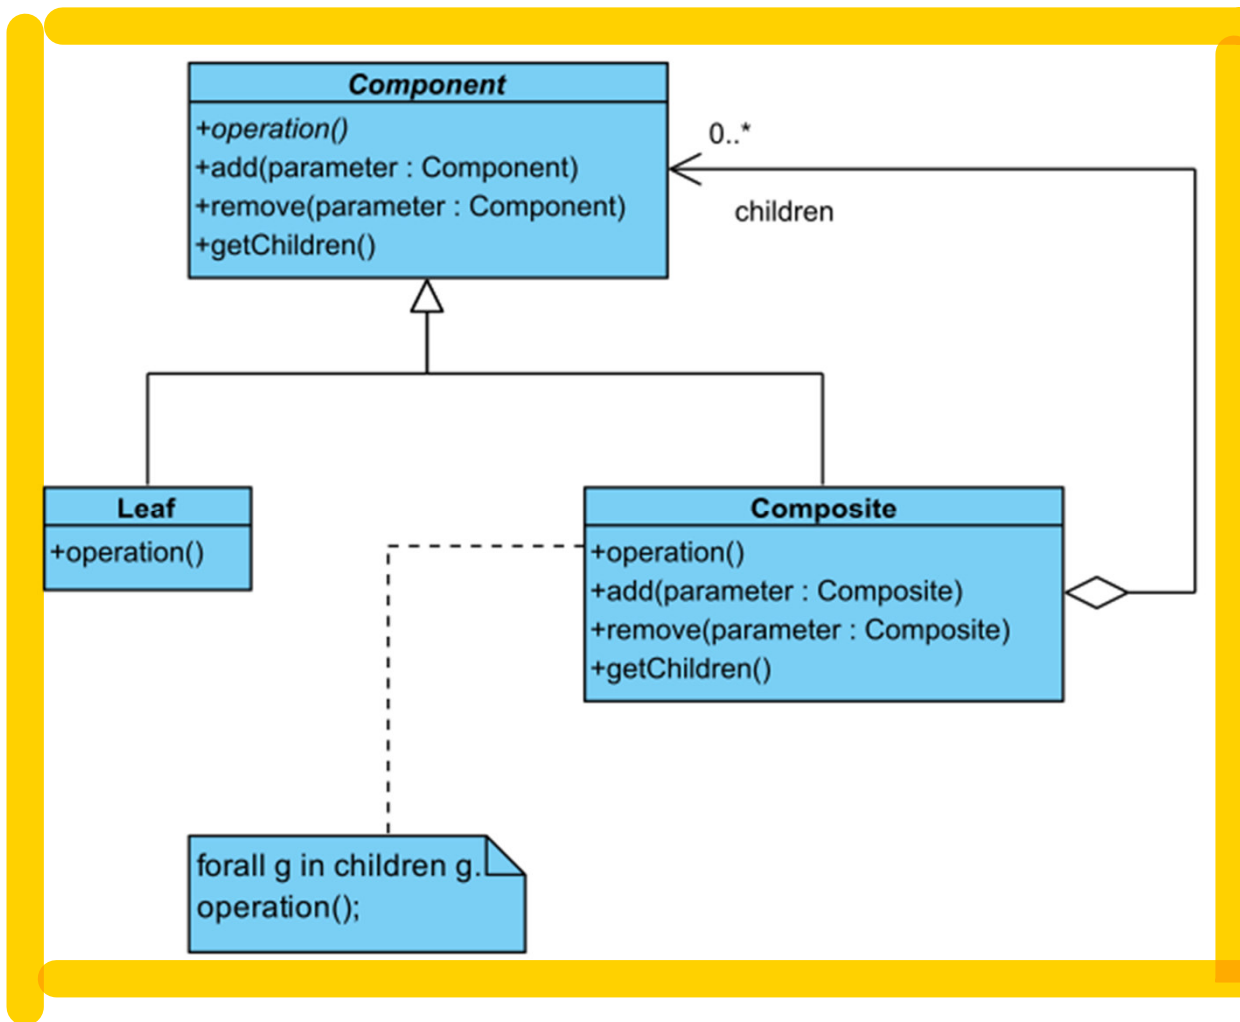 Component
+operation()
+add(parameter : Component)
+remove(parameter : Component)
+getChildren()
0..*
children
Leaf
+operation()
Composite
+operation()
+add(parameter : Composite)
+remove(parameter : Composite)
+getChildren()
forall g in children g.
operation();